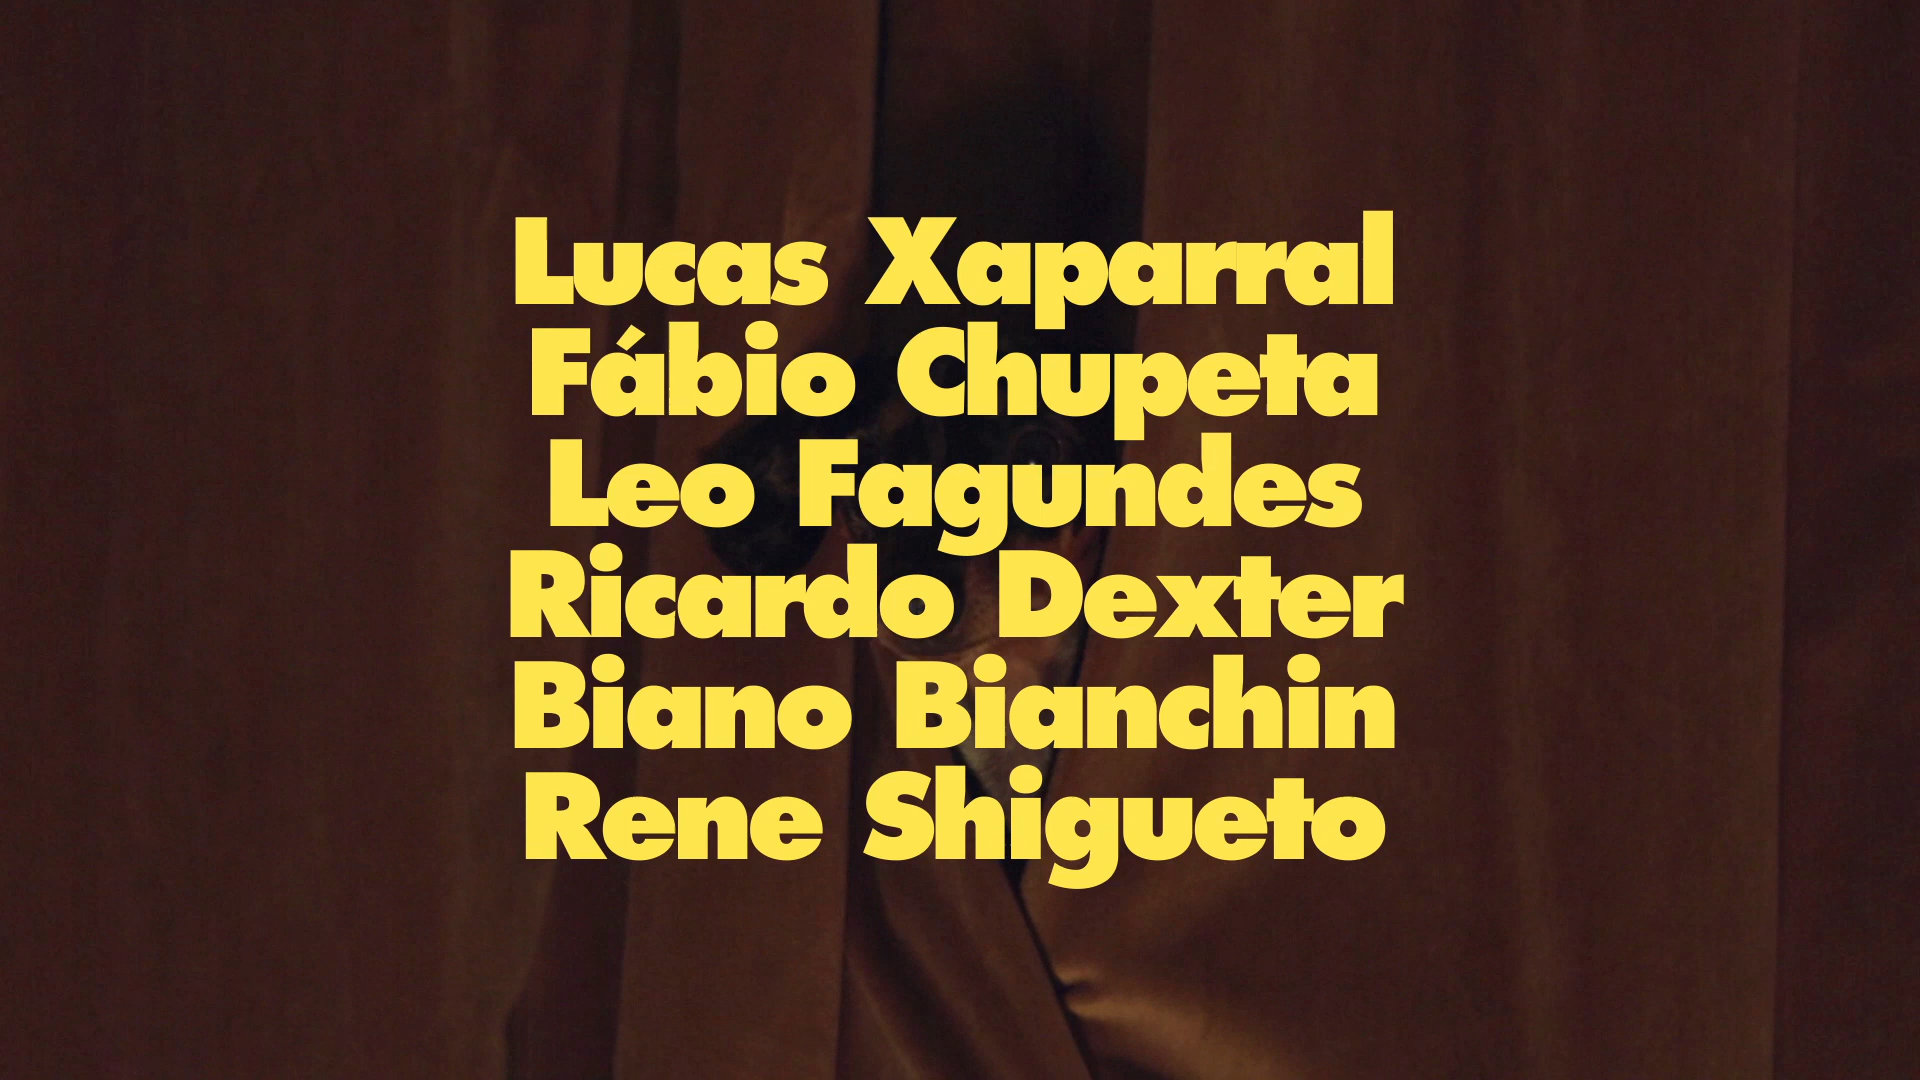 Lucas Xaparral
Fábio Chupeta
Leo Fagundes
Ricardo Dexter
Biano Bianchin
Rene Shigueto